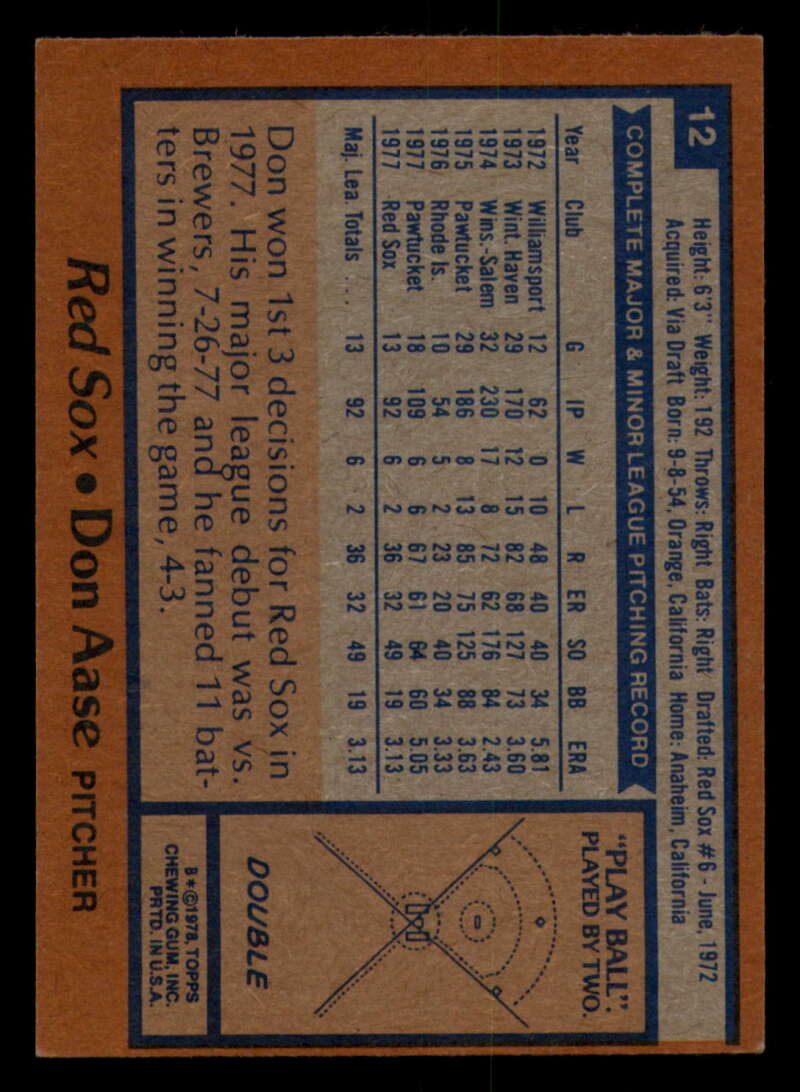 12
Height: 6'3" Weight: 192 Throws: Right Bats: Right Drafted: Red Sox #6 - June, 1972
Acquired: Via Draft Born: 9-8-54, Orange, California Home: Anaheim, California
COMPLETE MAJOR & MINOR LEAGUE PITCHING RECORD
Year Club G IP W L R ER SO BB ERA
1972 Williamsport 12 62 0 10 48 40 40 34 5.81
1973 Wint. Haven 29 170 12 15 82 68 127 73 3.60
1974 Wins.-Salem 32 230 17 8 72 62 176 84 2.43
1975 Pawtucket 29 186 8 13 85 75 125 88 3.63
1976 Rhode Is. 10 54 5 2 23 20 40 34 3.33
1977 Pawtucket 18 109 6 6 67 61 64 60 5.05
1977 Red Sox 13 92 6 2 36 32 49 19 3.13
Maj. Lea. Totals ... 13 92 6 2 36 32 49 19 3.13
Don won 1st 3 decisions for Red Sox in
1977. His major league debut was vs.
Brewers, 7-26-77 and he fanned 11 bat-
ters in winning the game, 4-3.
"PLAY BALL".
PLAYED BY TWO.
DOUBLE
B*©1978, TOPPS
CHEWING GUM, INC.
PRTD. IN U.S.A.
Red Sox • Don Aase PITCHER